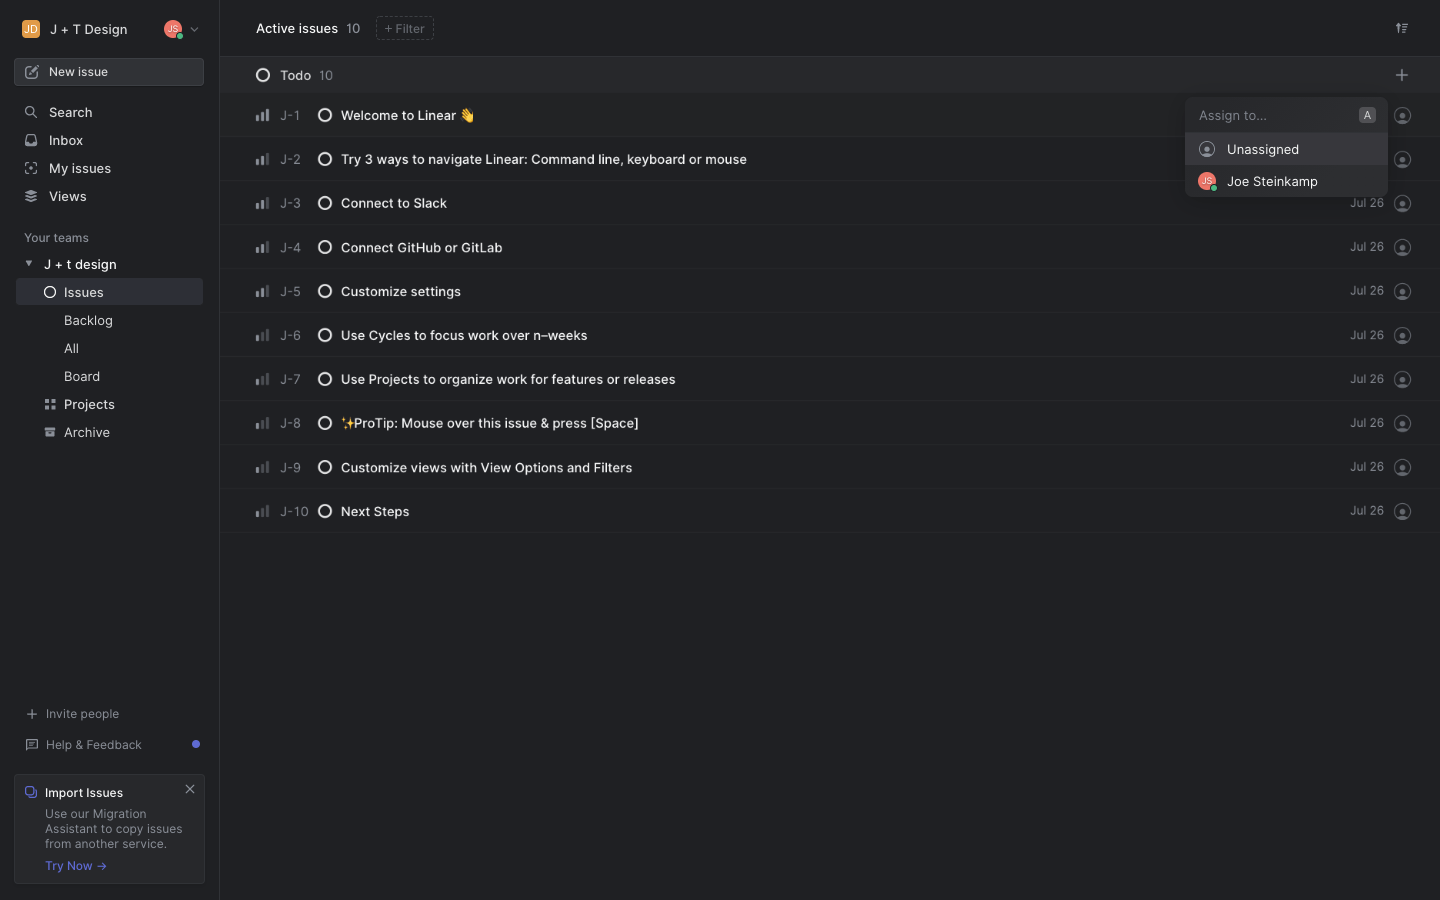 JD J + T Design JS
New issue
Search
Inbox
My issues
Views
Your teams
J + t design
Issues
Backlog
All
Board
Projects
Archive
Invite people
Help & Feedback
Import Issues
Use our Migration
Assistant to copy issues
from another service.
Try Now →
Active issues 10 + Filter
Todo 10
J-1 Welcome to Linear 👋
J-2 Try 3 ways to navigate Linear: Command line, keyboard or mouse
J-3 Connect to Slack Jul 26
J-4 Connect GitHub or GitLab Jul 26
J-5 Customize settings Jul 26
J-6 Use Cycles to focus work over n–weeks Jul 26
J-7 Use Projects to organize work for features or releases Jul 26
J-8 ✨ProTip: Mouse over this issue & press [Space] Jul 26
J-9 Customize views with View Options and Filters Jul 26
J-10 Next Steps Jul 26
Assign to... A
Unassigned
JS Joe Steinkamp